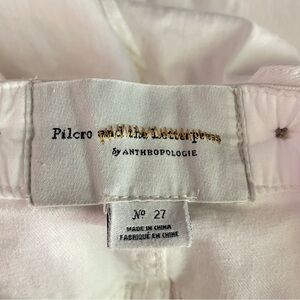 Pilcro and the Letterpress
by ANTHROPOLOGIE
Nº 27
MADE IN CHINA
FABRIQUÉ EN CHINE